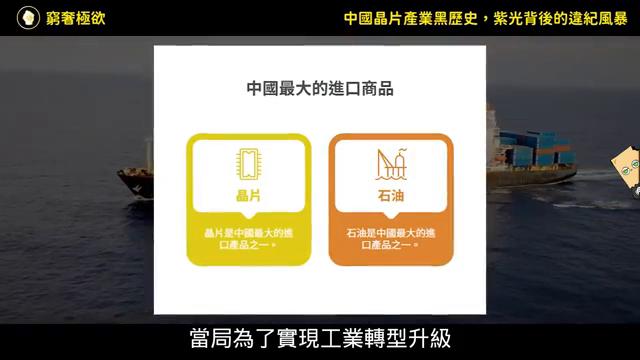 窮奢極欲
中國晶片產業黑歷史，紫光背後的違紀風暴
中國最大的進口商品
晶片
晶片是中國最大的進
口產品之一。
石油
石油是中國最大的進
口產品之一。
當局為了實現工業轉型升級